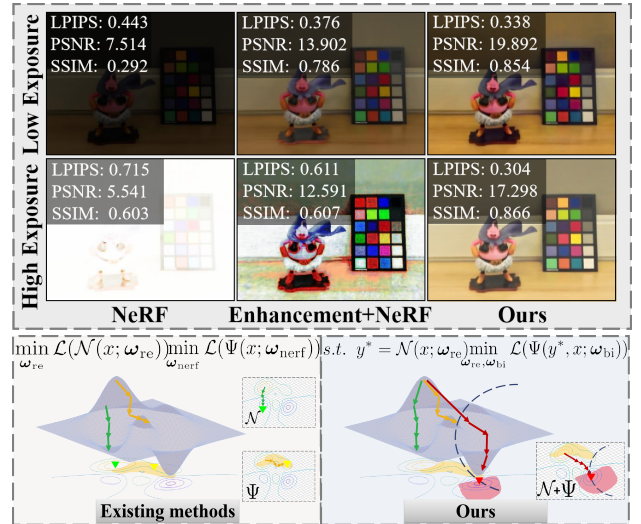 Low Exposure
LPIPS: 0.443
PSNR: 7.514
SSIM: 0.292
LPIPS: 0.376
PSNR: 13.902
SSIM: 0.786
LPIPS: 0.338
PSNR: 19.892
SSIM: 0.854
High Exposure
LPIPS: 0.715
PSNR: 5.541
SSIM: 0.603
LPIPS: 0.611
PSNR: 12.591
SSIM: 0.607
LPIPS: 0.304
PSNR: 17.298
SSIM: 0.866
NeRF
Enhancement+NeRF
Ours
min_{ω_re} L(N(x; ω_re)) min_{ω_nerf} L(Ψ(x; ω_nerf))
N
Ψ
Existing methods
s.t. y* = N(x; ω_re) min_{ω_re, ω_bi} L(Ψ(y*, x; ω_bi))
N+Ψ
Ours